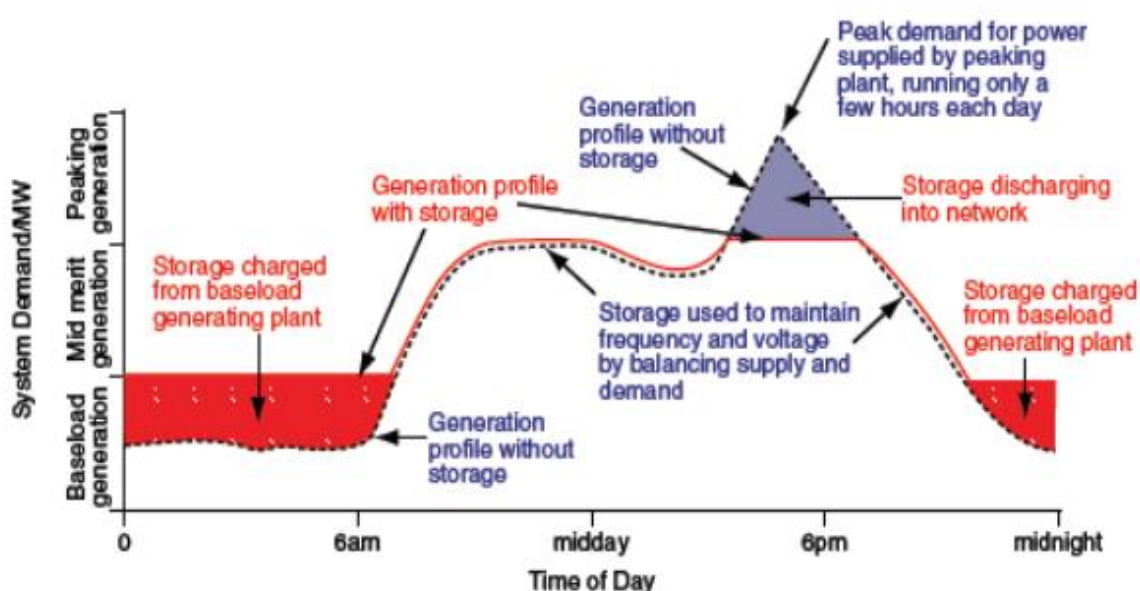 Peak demand for power
supplied by peaking
plant, running only a
few hours each day
Generation
profile without
storage
Generation profile
with storage
Storage discharging
into network
Storage charged
from baseload
generating plant
Storage used to maintain
frequency and voltage
by balancing supply and
demand
Storage charged
from baseload
generating plant
Generation
profile without
storage
System Demand/MW
Peaking
generation
Mid merit
generation
Baseload
generation
0
6am
midday
6pm
midnight
Time of Day